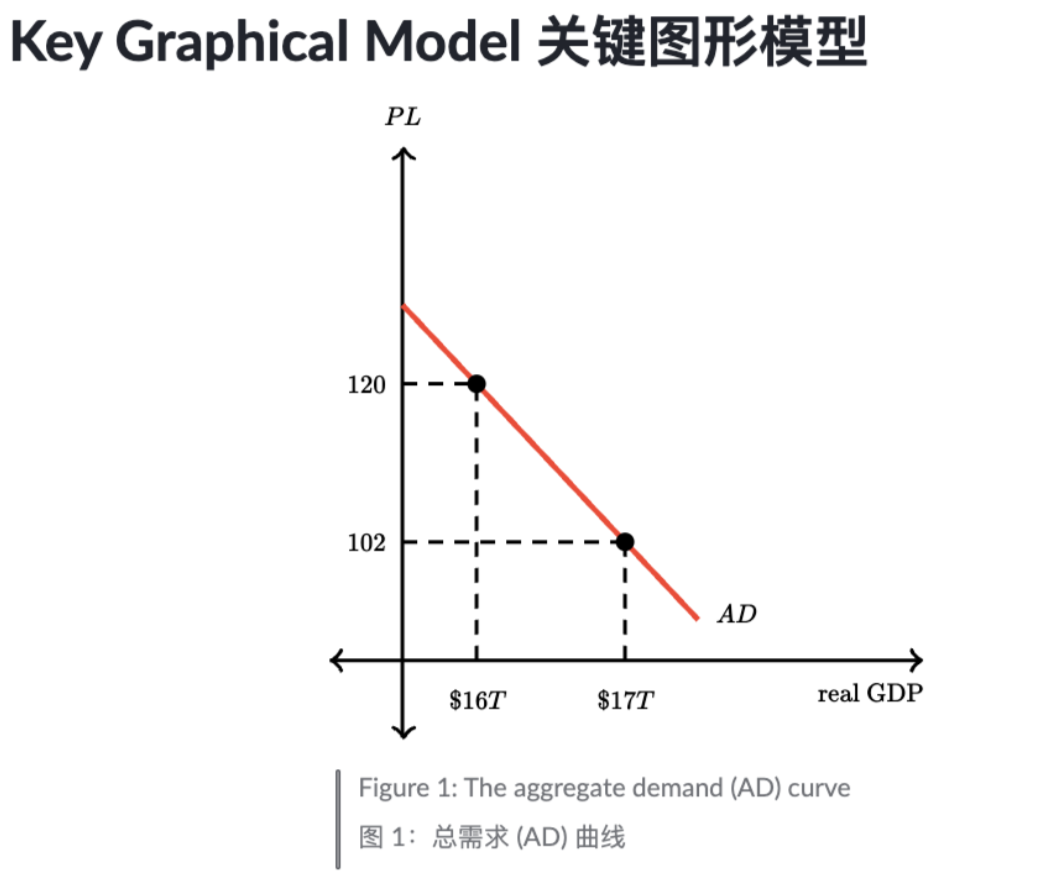 Key Graphical Model 关键图形模型
PL
120
102
AD
$16T
$17T
real GDP
Figure 1: The aggregate demand (AD) curve
图 1：总需求 (AD) 曲线